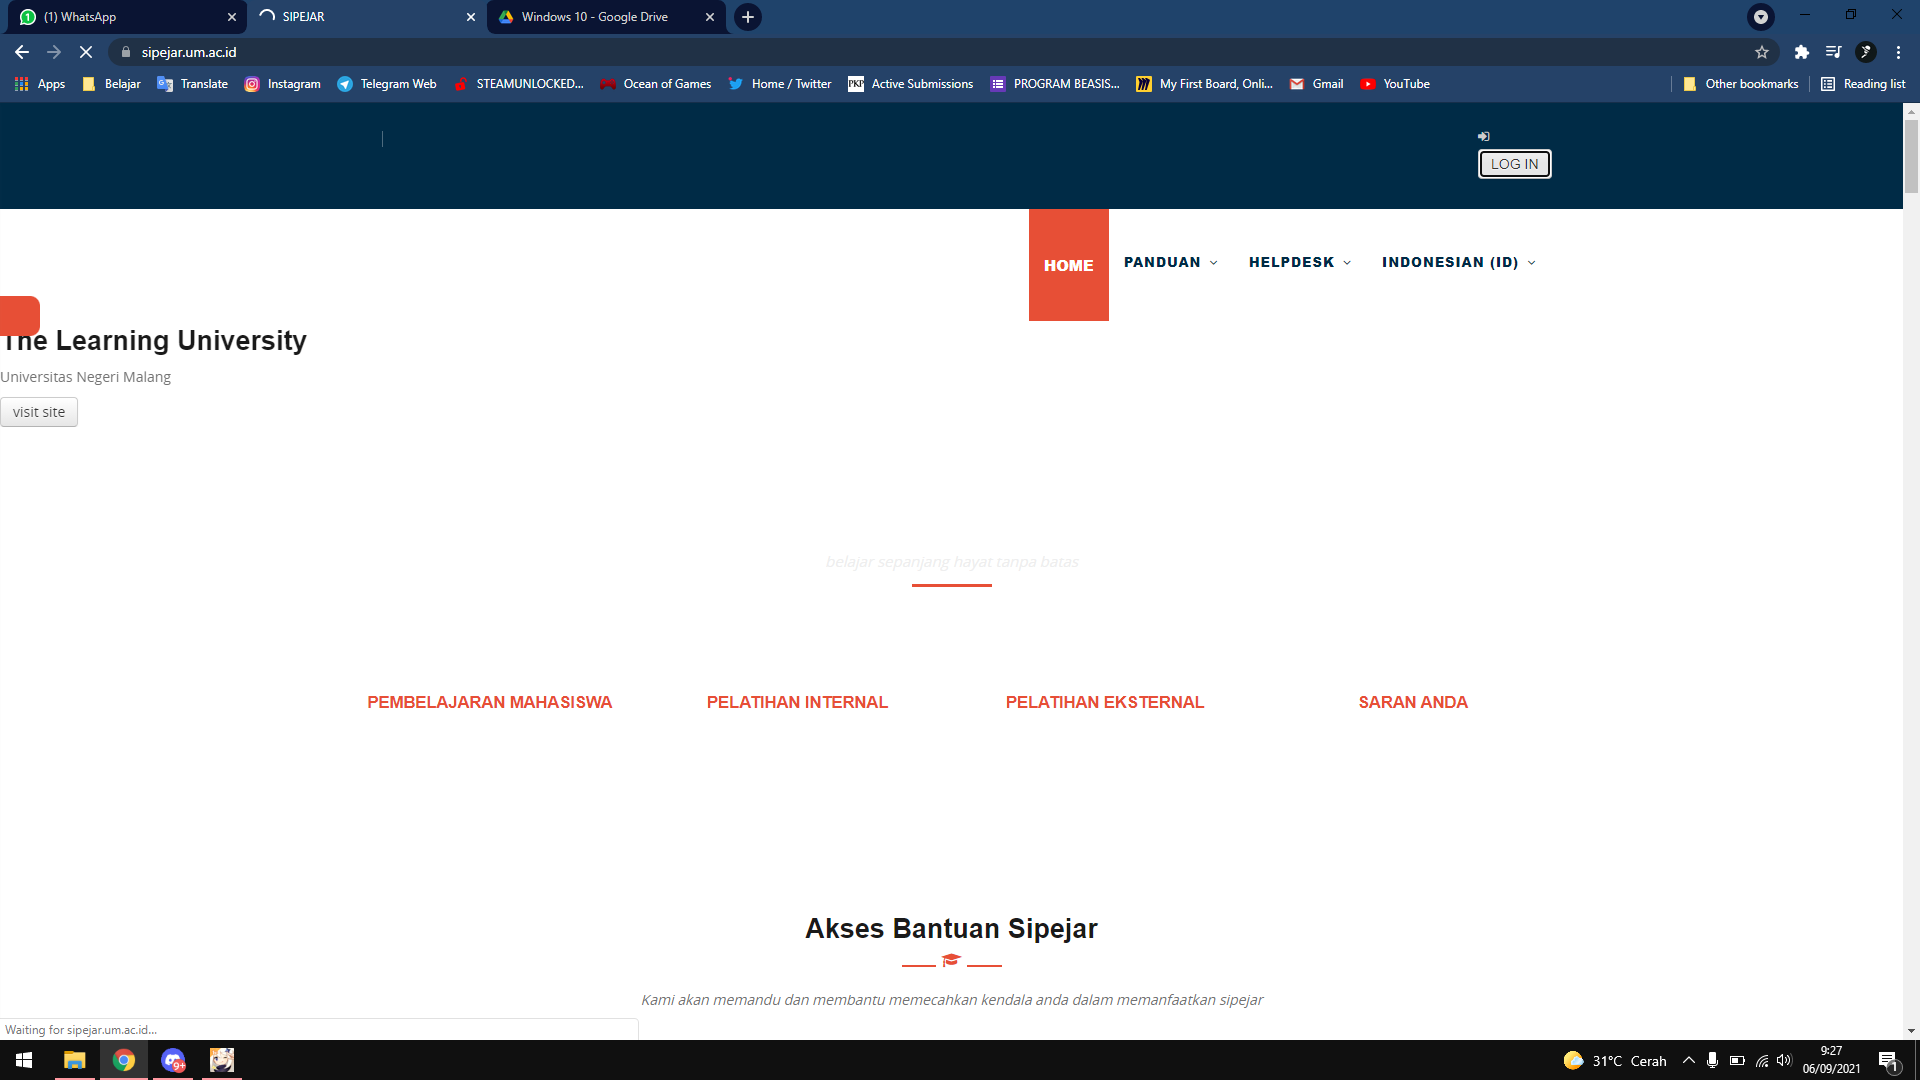 (1) WhatsApp
SIPEJAR
Windows 10 - Google Drive
sipejar.um.ac.id
Apps
Belajar
Translate
Instagram
Telegram Web
STEAMUNLOCKED...
Ocean of Games
Home / Twitter
PKP
Active Submissions
PROGRAM BEASIS...
My First Board, Onli...
Gmail
YouTube
Other bookmarks
Reading list
LOG IN
HOME
PANDUAN
HELPDESK
INDONESIAN (ID)
The Learning University
Universitas Negeri Malang
visit site
belajar sepanjang hayat tanpa batas
PEMBELAJARAN MAHASISWA
PELATIHAN INTERNAL
PELATIHAN EKSTERNAL
SARAN ANDA
Akses Bantuan Sipejar
Kami akan memandu dan membantu memecahkan kendala anda dalam memanfaatkan sipejar
Waiting for sipejar.um.ac.id...
9+
31°C Cerah
9:27
06/09/2021
1